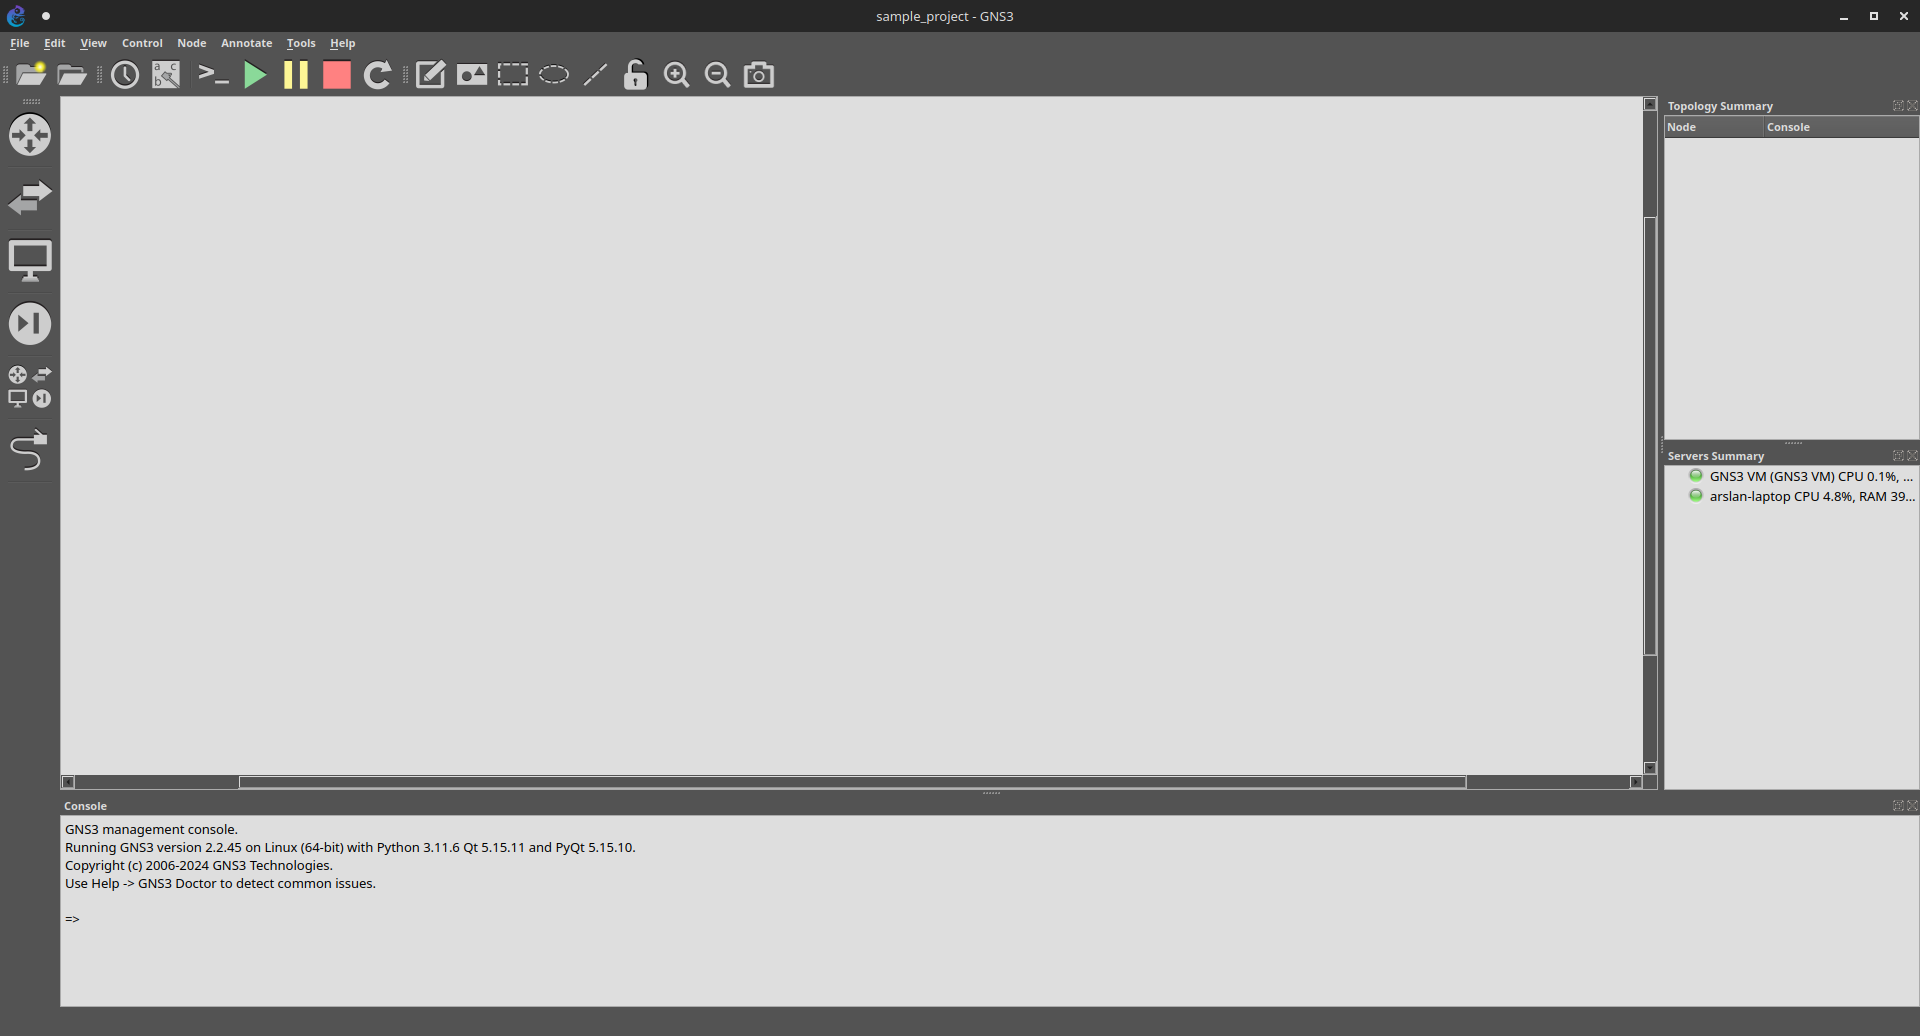 sample_project - GNS3
File Edit View Control Node Annotate Tools Help
a c
b
>_
Topology Summary
Node Console
Servers Summary
GNS3 VM (GNS3 VM) CPU 0.1%, ...
arslan-laptop CPU 4.8%, RAM 39...
Console
GNS3 management console.
Running GNS3 version 2.2.45 on Linux (64-bit) with Python 3.11.6 Qt 5.15.11 and PyQt 5.15.10.
Copyright (c) 2006-2024 GNS3 Technologies.
Use Help -> GNS3 Doctor to detect common issues.
=>